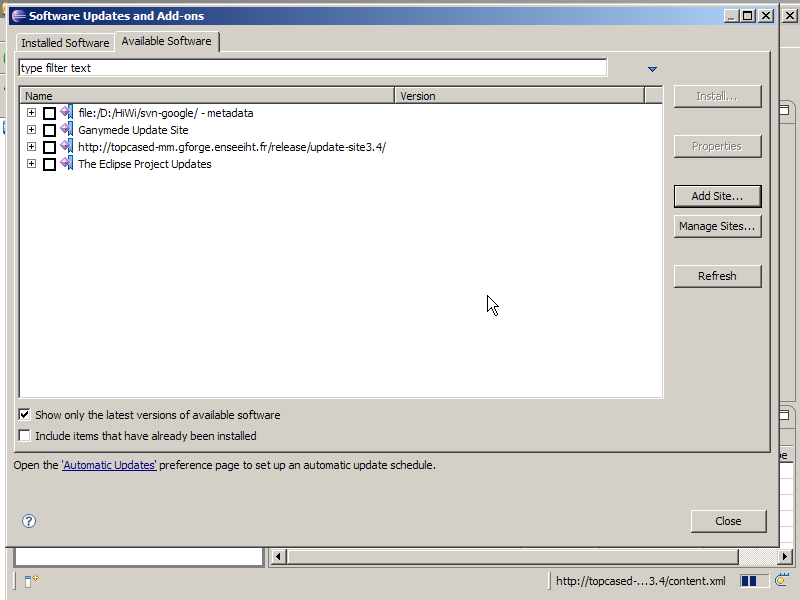 Software Updates and Add-ons
Installed Software
Available Software
type filter text
Name
Version
file:/D:/HiWi/svn-google/ - metadata
Ganymede Update Site
http://topcased-mm.gforge.enseeiht.fr/release/update-site3.4/
The Eclipse Project Updates
Install...
Properties
Add Site...
Manage Sites...
Refresh
Show only the latest versions of available software
Include items that have already been installed
Open the 'Automatic Updates' preference page to set up an automatic update schedule.
Close
http://topcased-...3.4/content.xml